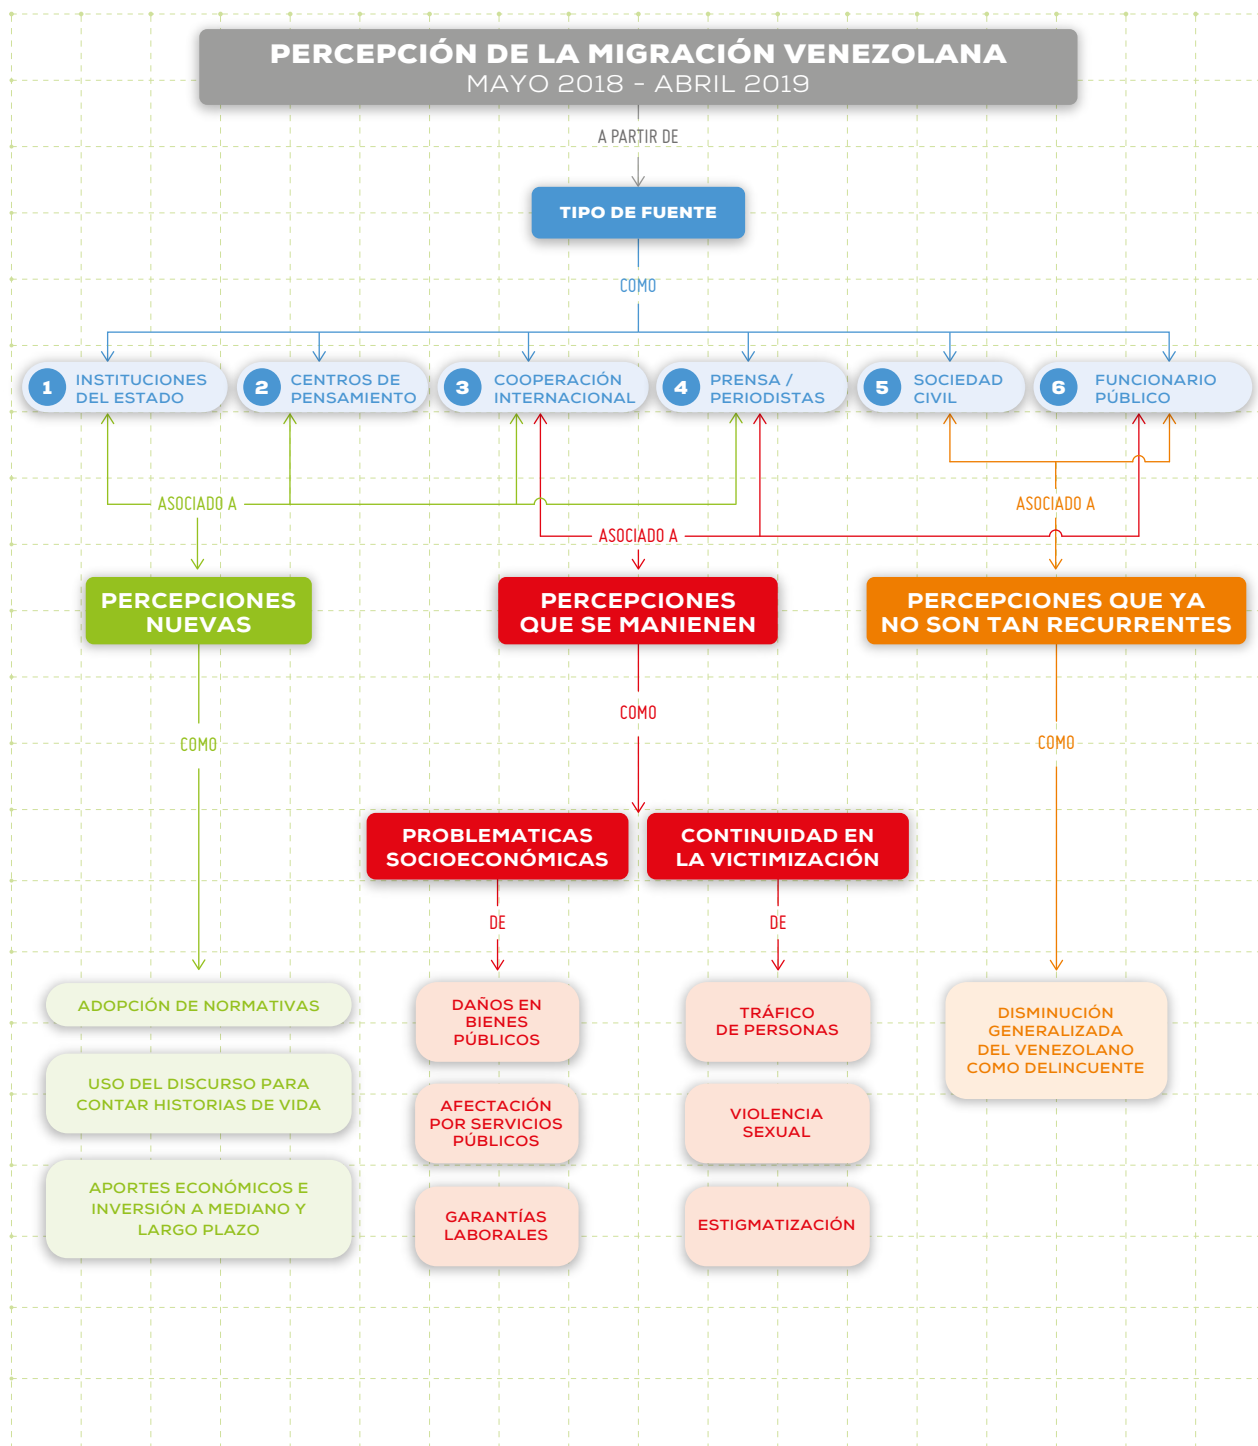 PERCEPCIÓN DE LA MIGRACIÓN VENEZOLANA
MAYO 2018 - ABRIL 2019
A PARTIR DE
TIPO DE FUENTE
COMO
1 INSTITUCIONES
DEL ESTADO
2 CENTROS DE
PENSAMIENTO
3 COOPERACIÓN
INTERNACIONAL
4 PRENSA /
PERIODISTAS
5 SOCIEDAD
CIVIL
6 FUNCIONARIO
PÚBLICO
ASOCIADO A
ASOCIADO A
ASOCIADO A
PERCEPCIONES
NUEVAS
PERCEPCIONES
QUE SE MANIENEN
PERCEPCIONES QUE YA
NO SON TAN RECURRENTES
COMO
COMO
COMO
PROBLEMATICAS
SOCIOECONÓMICAS
CONTINUIDAD EN
LA VICTIMIZACIÓN
DE
DE
ADOPCIÓN DE NORMATIVAS
USO DEL DISCURSO PARA
CONTAR HISTORIAS DE VIDA
APORTES ECONÓMICOS E
INVERSIÓN A MEDIANO Y
LARGO PLAZO
DAÑOS EN
BIENES
PÚBLICOS
AFECTACIÓN
POR SERVICIOS
PÚBLICOS
GARANTÍAS
LABORALES
TRÁFICO
DE PERSONAS
VIOLENCIA
SEXUAL
ESTIGMATIZACIÓN
DISMINUCIÓN
GENERALIZADA
DEL VENEZOLANO
COMO DELINCUENTE